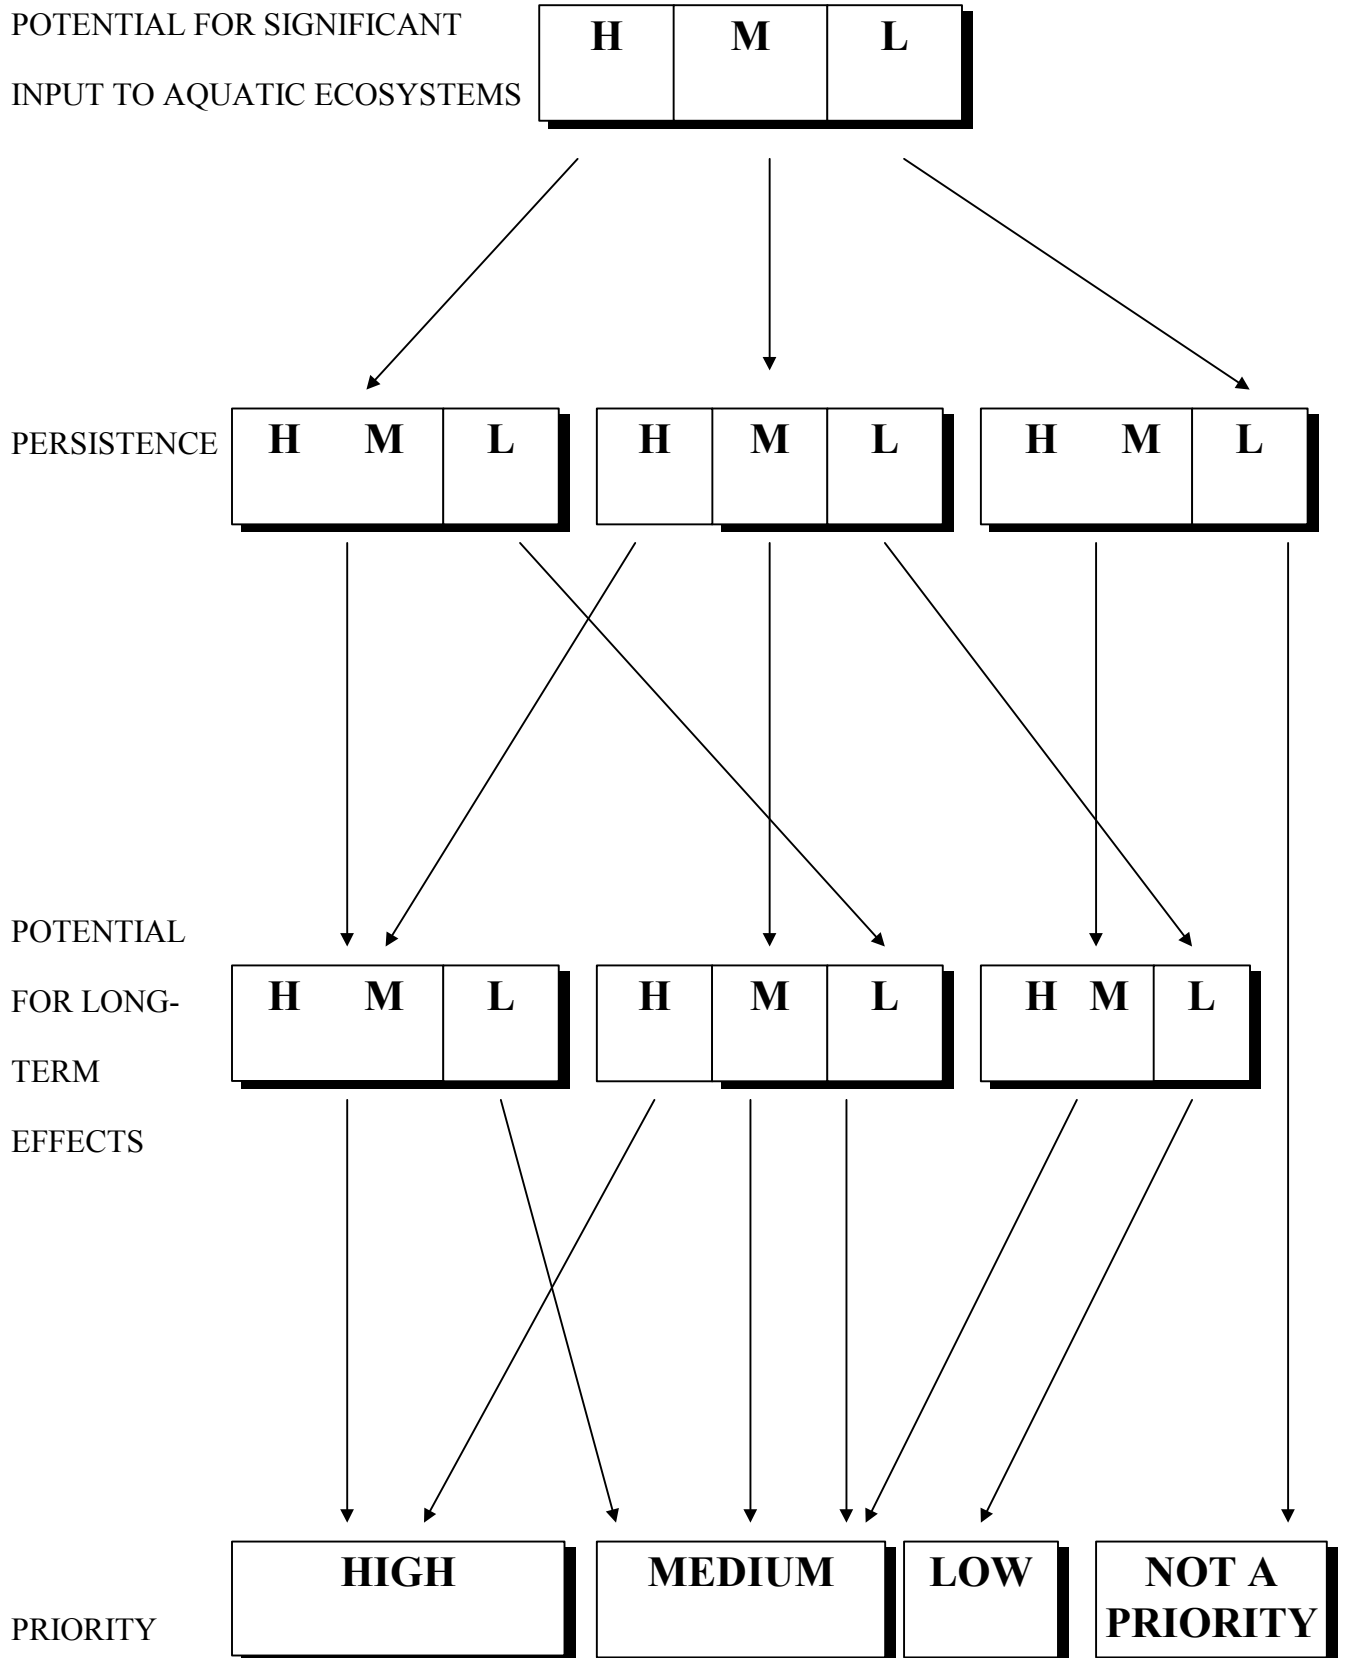 POTENTIAL FOR SIGNIFICANT
H M L
INPUT TO AQUATIC ECOSYSTEMS
PERSISTENCE H M L H M L H M L
POTENTIAL
FOR LONG-
H M L H M L H M L
TERM
EFFECTS
HIGH MEDIUM LOW NOT A
PRIORITY
PRIORITY